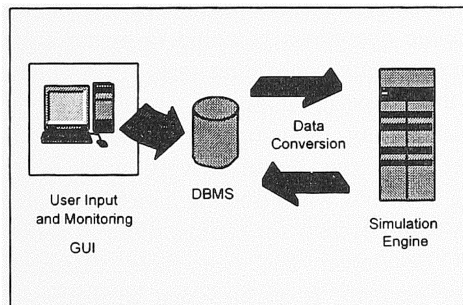 User Input
and Monitoring
GUI
DBMS
Data
Conversion
Simulation
Engine